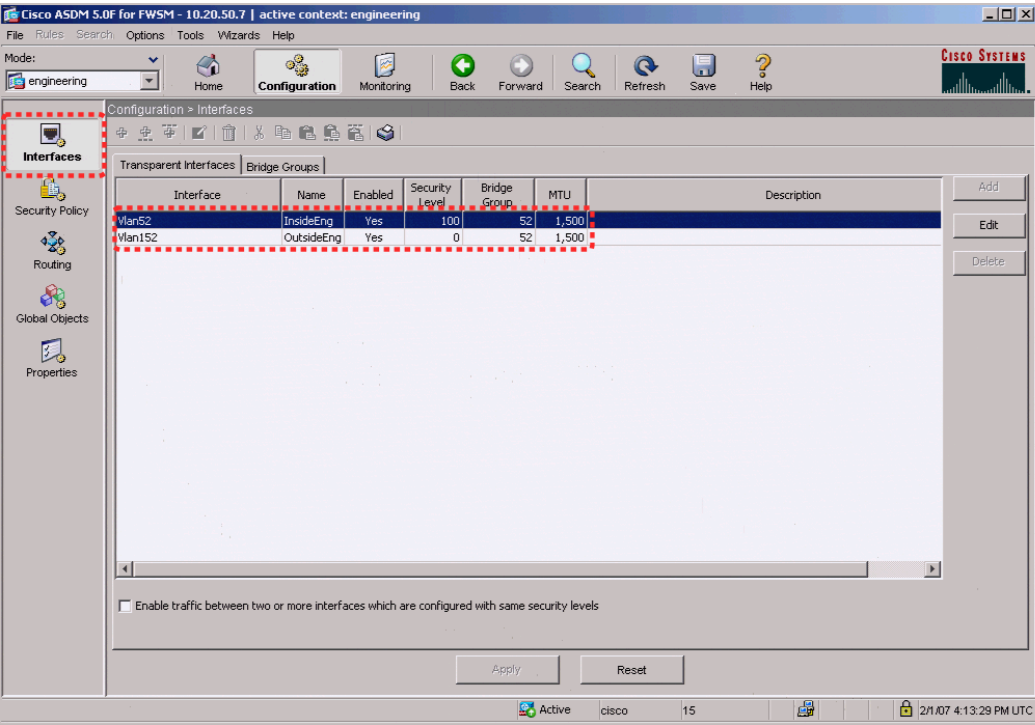 Cisco ASDM 5.0F for FWSM - 10.20.50.7 | active context: engineering
File Rules Search Options Tools Wizards Help
Mode:
engineering
Home
Configuration
Monitoring
Back
Forward
Search
Refresh
Save
Help
CISCO SYSTEMS
Configuration > Interfaces
Interfaces
Security Policy
Routing
Global Objects
Properties
Transparent Interfaces Bridge Groups
Interface Name Enabled Security Level Bridge Group MTU Description
Vlan52 InsideEng Yes 100 52 1,500
Vlan152 OutsideEng Yes 0 52 1,500
Add
Edit
Delete
Enable traffic between two or more interfaces which are configured with same security levels
Apply Reset
Active cisco 15 2/1/07 4:13:29 PM UTC